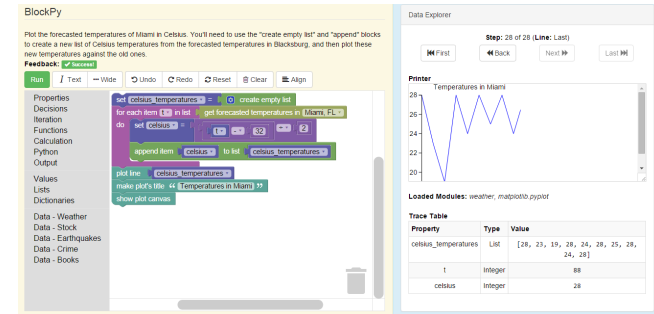 BlockPy
Plot the forecasted temperatures of Miami in Celsius. You'll need to use the "create empty list" and "append" blocks
to create a new list of Celsius temperatures from the forecasted temperatures in Blacksburg, and then plot these
new temperatures against the old ones.
Feedback: Success!
Run Text Wide Undo Redo Reset Clear Align
Properties
Decisions
Iteration
Functions
Calculation
Python
Output
Values
Lists
Dictionaries
Data - Weather
Data - Stock
Data - Earthquakes
Data - Crime
Data - Books
set celsius_temperatures = create empty list
for each item t in list get forecasted temperatures in Miami, FL
do set celsius = t - 32 ÷ 2
append item celsius to list celsius_temperatures
plot line celsius_temperatures
make plot's title “ Temperatures in Miami ”
show plot canvas
Data Explorer
Step: 28 of 28 (Line: Last)
First Back Next Last
Printer
Temperatures in Miami
28
26
24
22
20
Loaded Modules: weather, matplotlib.pyplot
Trace Table
Property Type Value
celsius_temperatures List [28, 23, 19, 28, 24, 28, 25, 28,
24, 28]
t Integer 88
celsius Integer 28